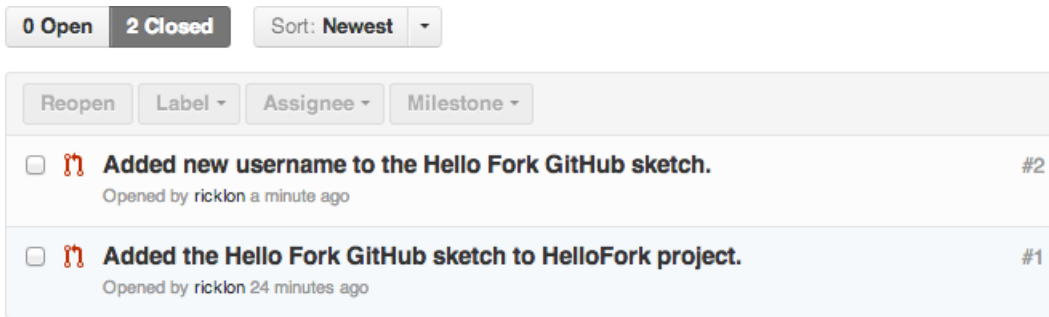 0 Open 2 Closed Sort: Newest
Reopen Label Assignee Milestone
Added new username to the Hello Fork GitHub sketch. #2
Opened by ricklon a minute ago
Added the Hello Fork GitHub sketch to HelloFork project. #1
Opened by ricklon 24 minutes ago